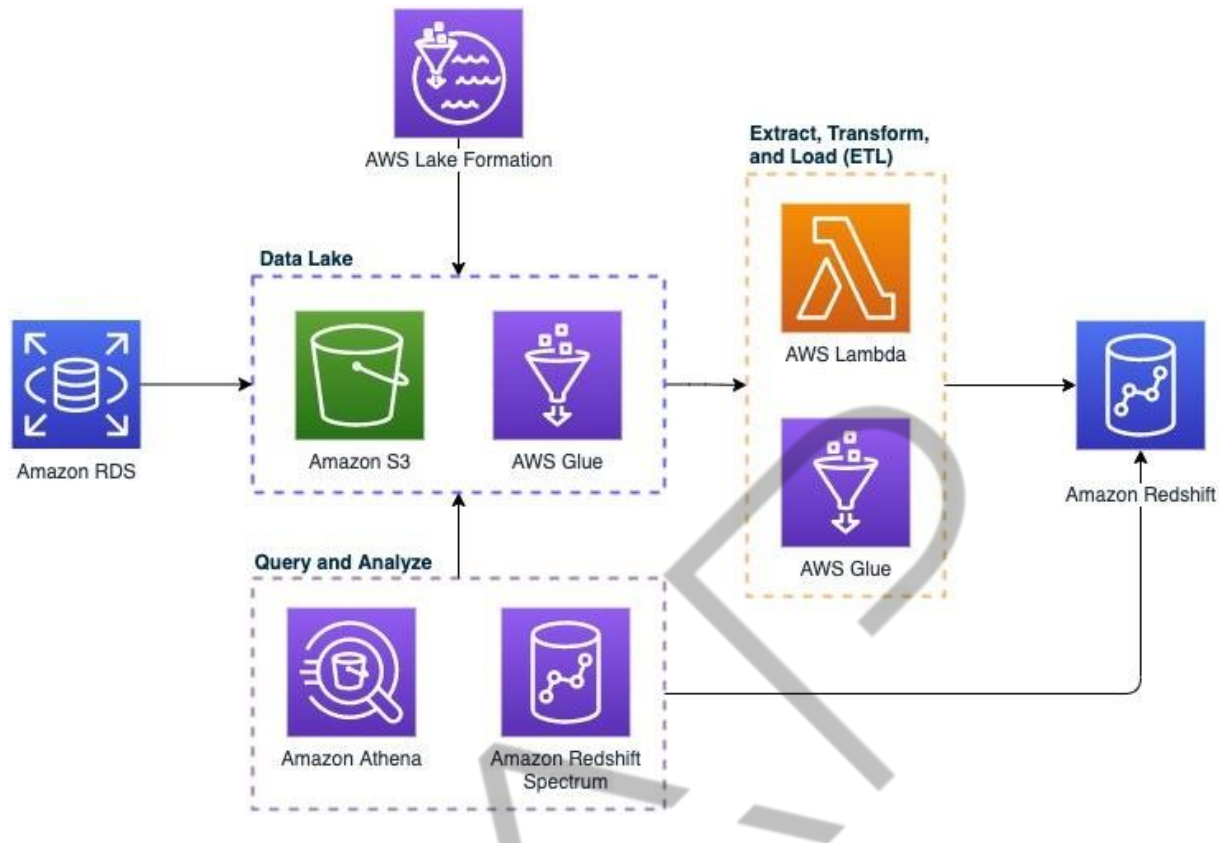 AWS Lake Formation
Extract, Transform,
and Load (ETL)
Data Lake
AWS Lambda
Amazon RDS
Amazon S3
AWS Glue
Amazon Redshift
Query and Analyze
AWS Glue
Amazon Athena
Amazon Redshift
Spectrum